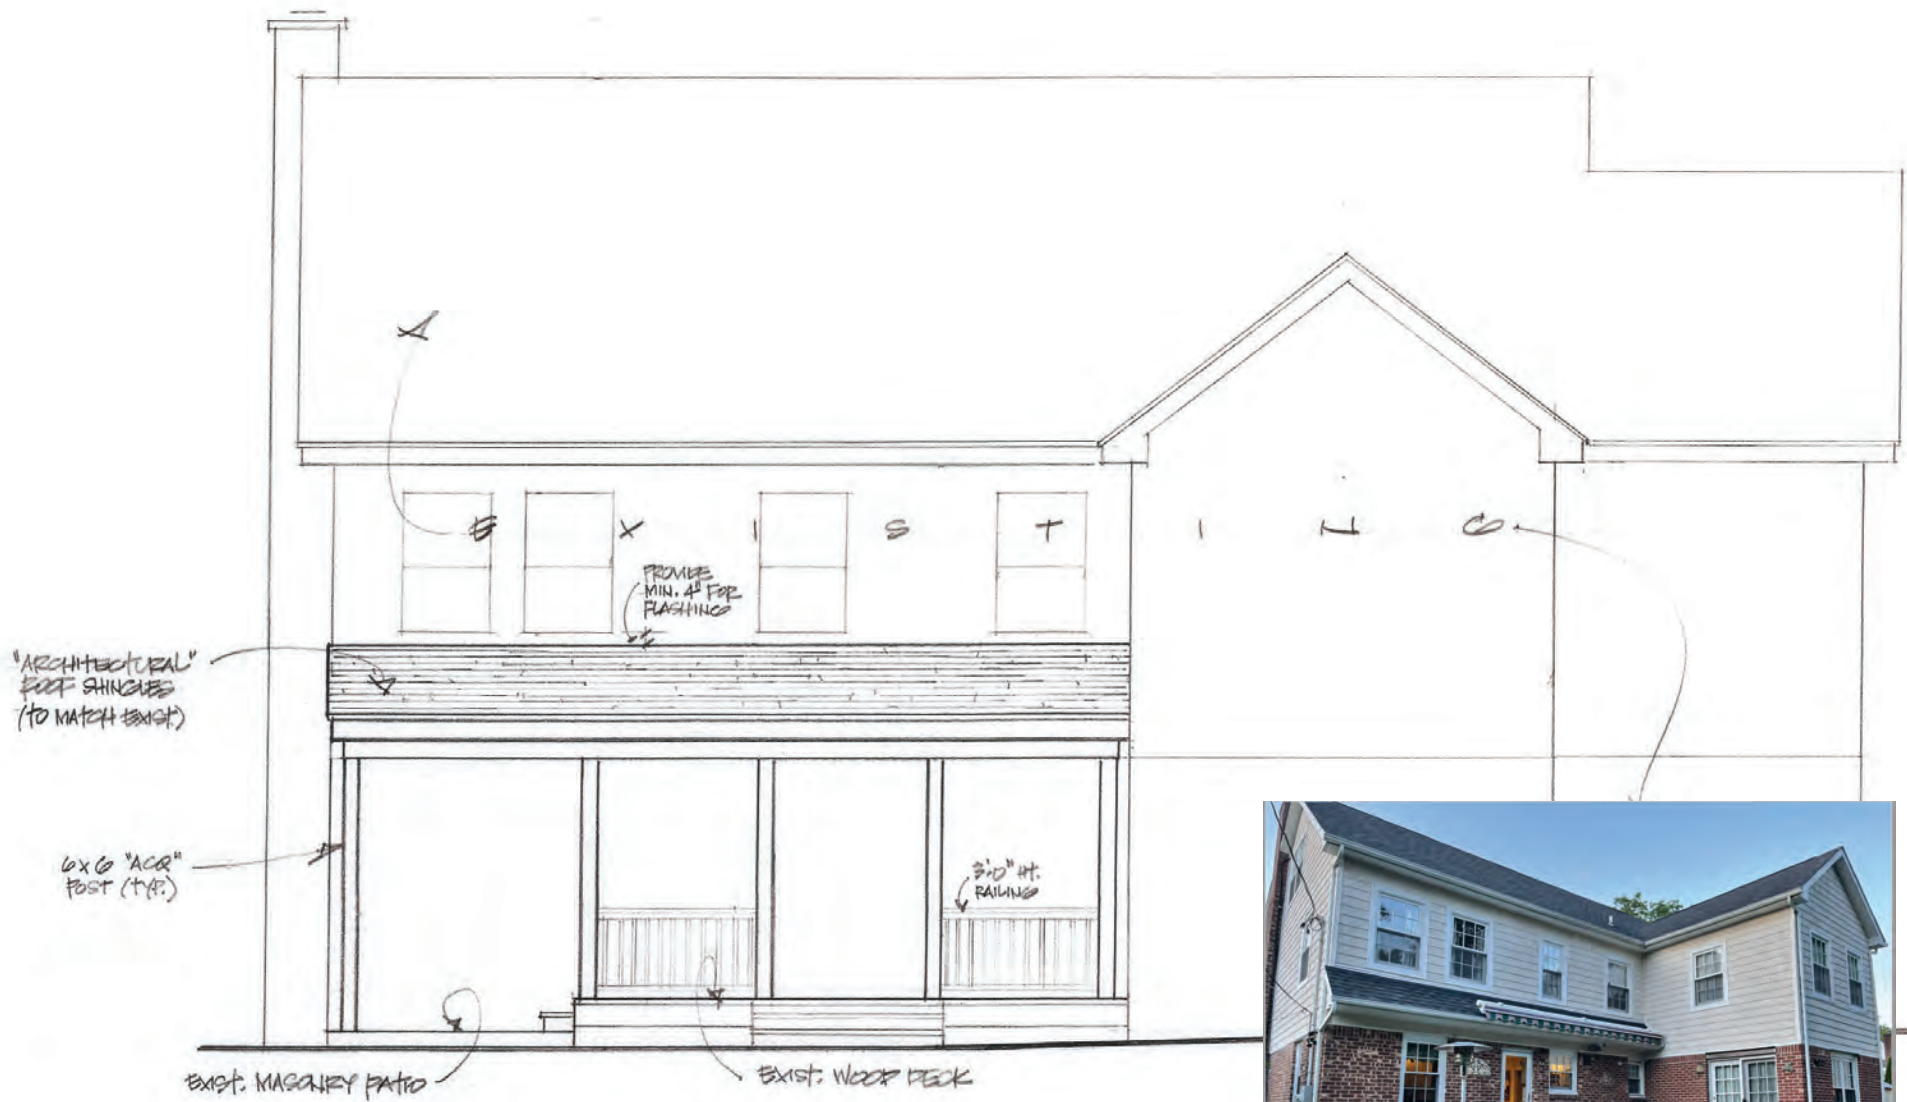 EXISTING
PROVIDE
MIN. 4" FOR
FLASHING
"ARCHITECTURAL"
ROOF SHINGLES
(TO MATCH EXIST)
6x6 "ACQ"
POST (TYP.)
3'-0" HT.
RAILING
EXIST. MASONRY PATIO
EXIST. WOOD DECK